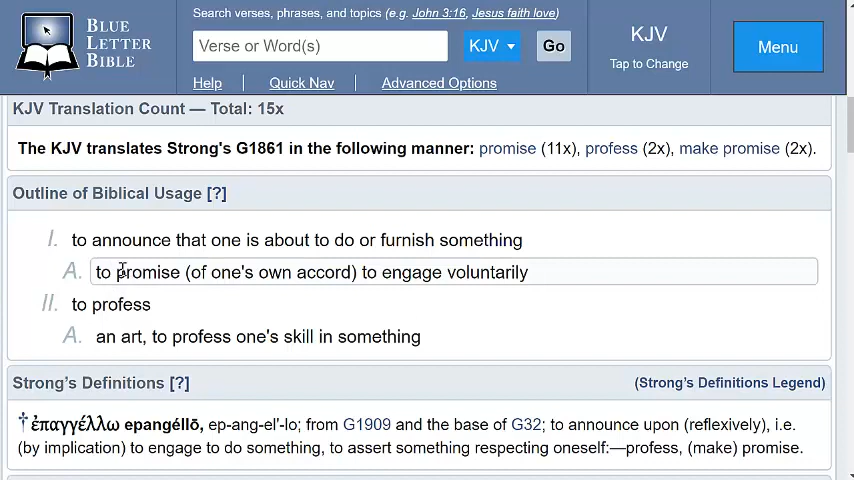 BLUE
LETTER
BIBLE
Search verses, phrases, and topics (e.g. John 3:16, Jesus faith love)
Verse or Word(s)
KJV
Go
Help
Quick Nav
Advanced Options
KJV
Tap to Change
Menu
KJV Translation Count — Total: 15x
The KJV translates Strong's G1861 in the following manner: promise (11x), profess (2x), make promise (2x).
Outline of Biblical Usage [?]
I. to announce that one is about to do or furnish something
A. to promise (of one's own accord) to engage voluntarily
II. to profess
A. an art, to profess one's skill in something
Strong's Definitions [?]
(Strong's Definitions Legend)
†ἐπαγγέλλω epangéllō, ep-ang-el'-lo; from G1909 and the base of G32; to announce upon (reflexively), i.e.
(by implication) to engage to do something, to assert something respecting oneself:—profess, (make) promise.